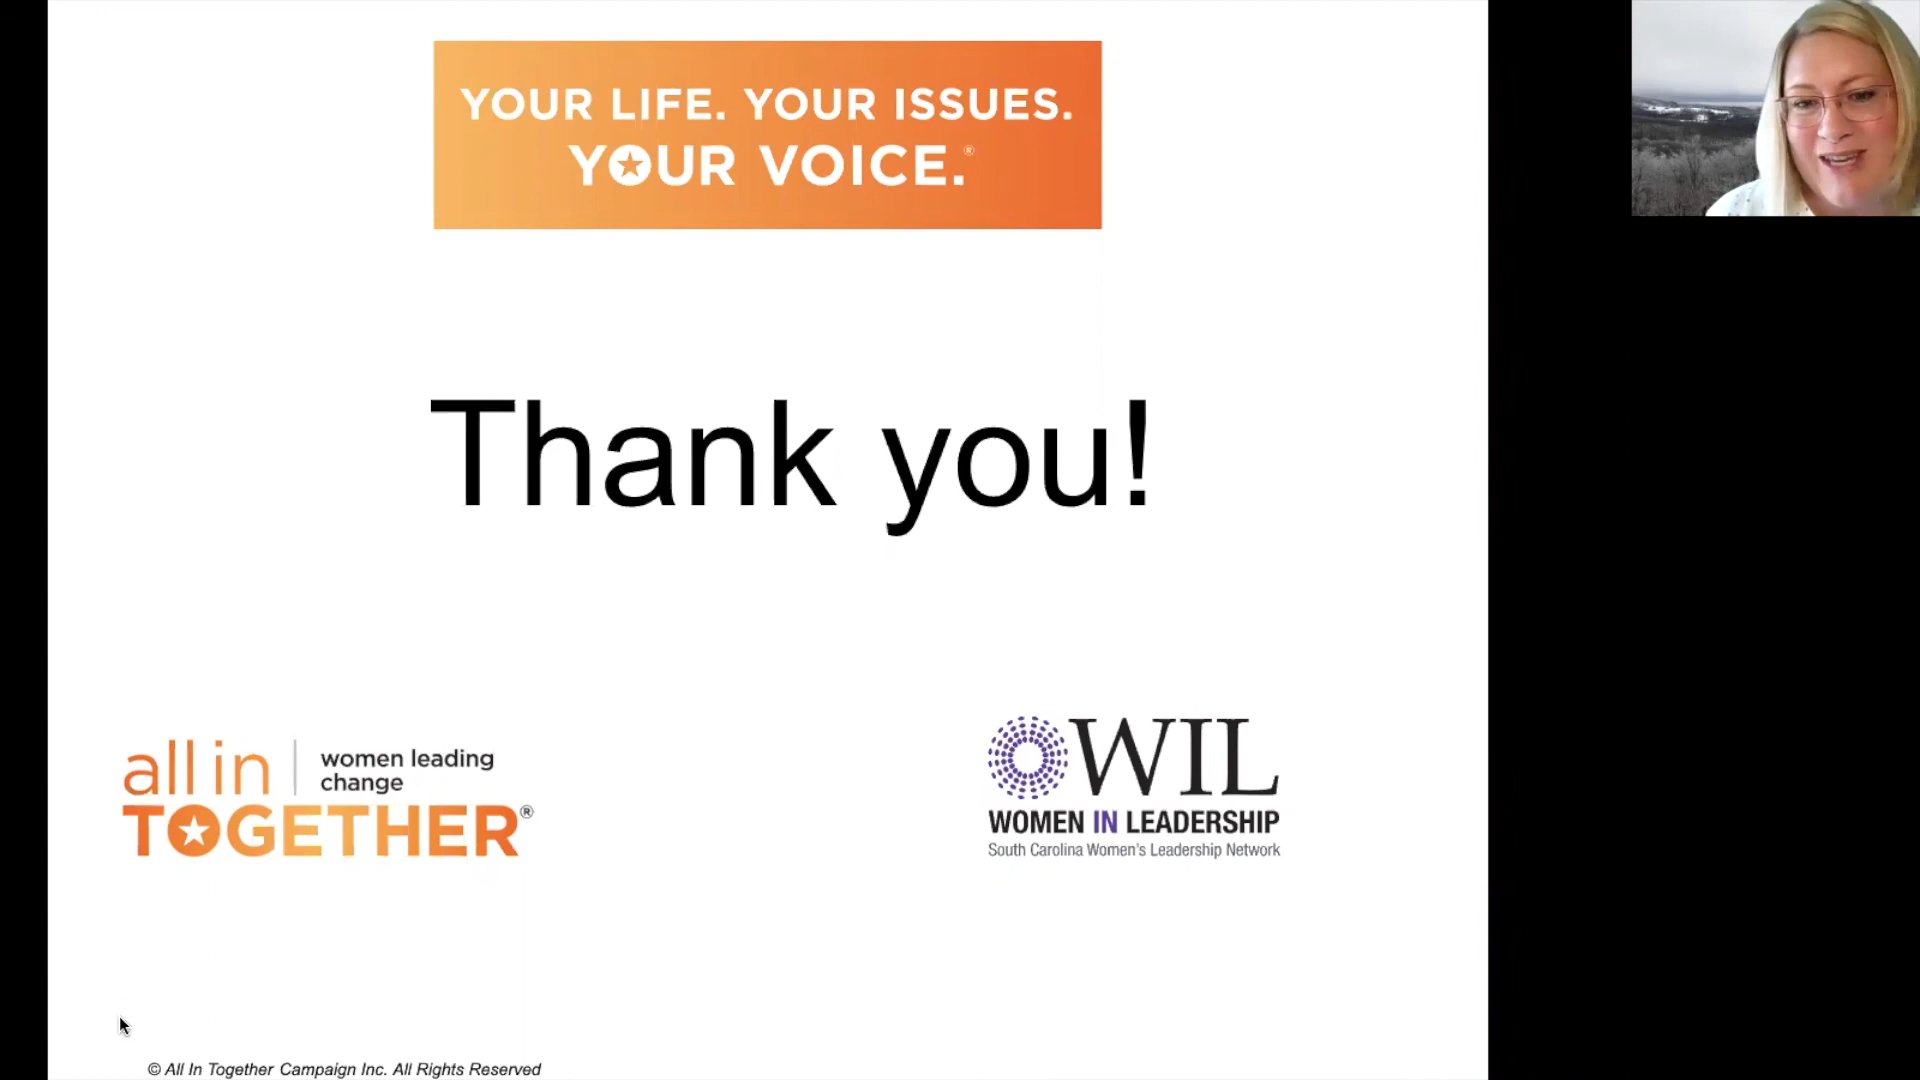 YOUR LIFE. YOUR ISSUES.
YOUR VOICE.®
Thank you!
all in
TOGETHER®
women leading
change
WIL
WOMEN IN LEADERSHIP
South Carolina Women's Leadership Network
© All In Together Campaign Inc. All Rights Reserved